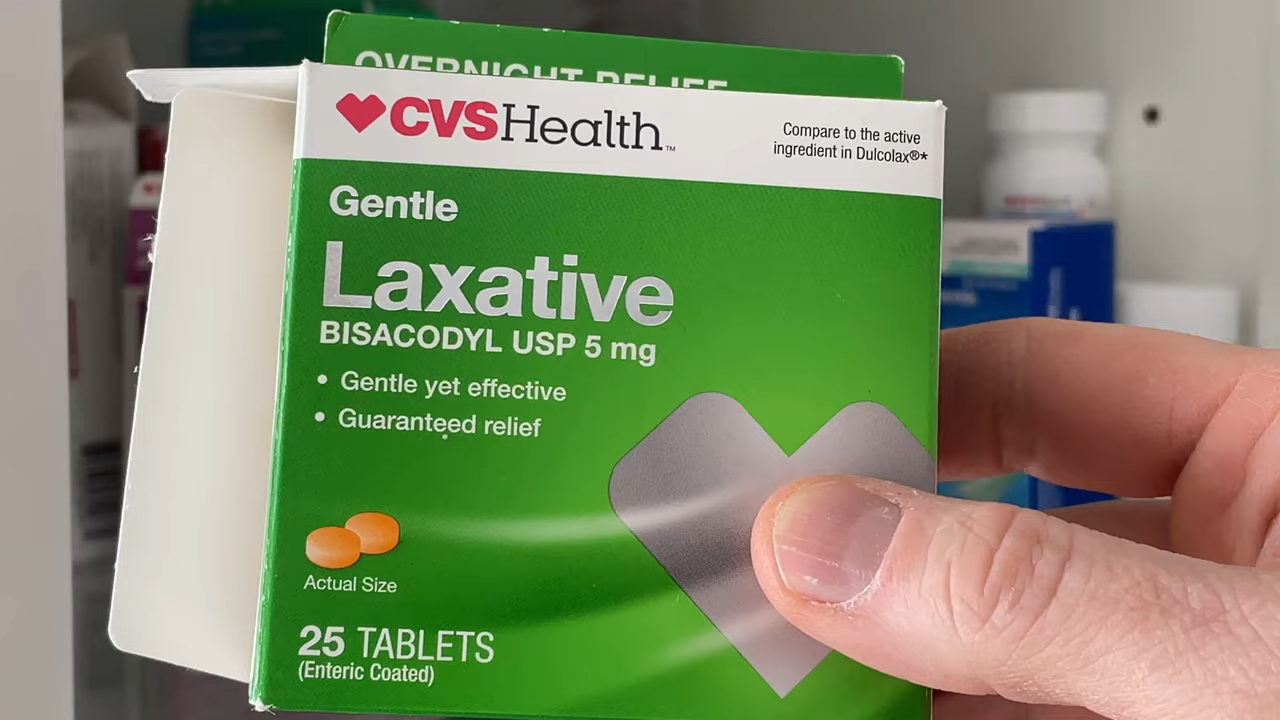 OVERNIGHT RELIEF
CVSHealth™
Compare to the active
ingredient in Dulcolax®*
Gentle
Laxative
BISACODYL USP 5 mg
• Gentle yet effective
• Guaranteed relief
Actual Size
25 TABLETS
(Enteric Coated)